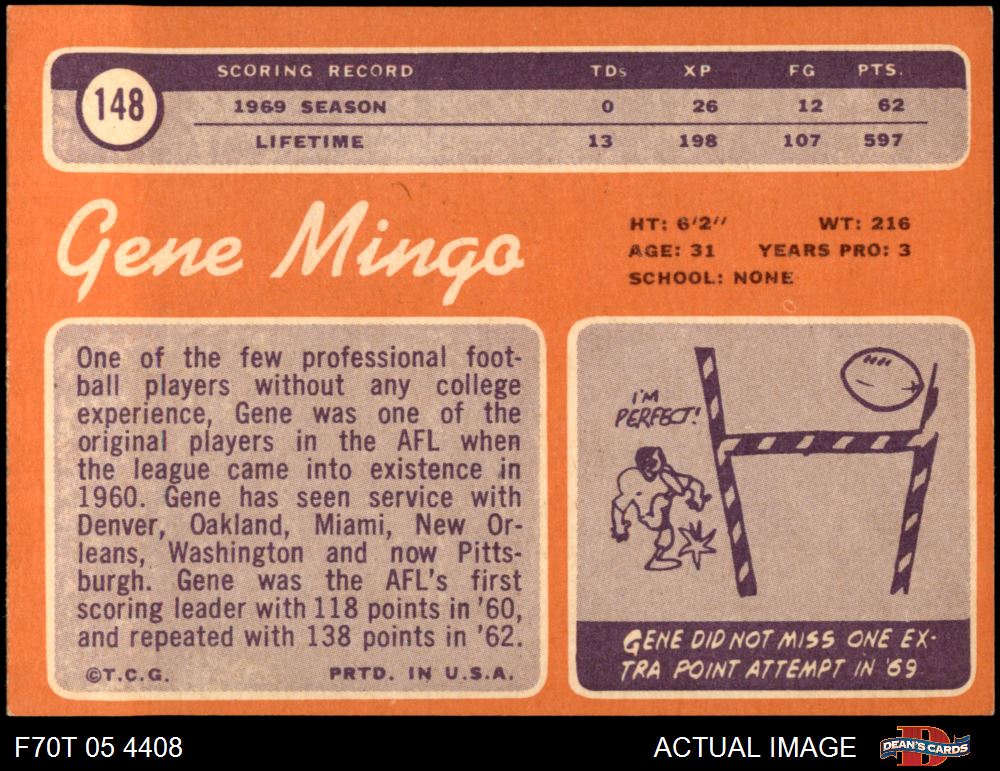 148
SCORING RECORD TDs XP FG PTS.
1969 SEASON 0 26 12 62
LIFETIME 13 198 107 597
Gene Mingo
HT: 6'2'' WT: 216
AGE: 31 YEARS PRO: 3
SCHOOL: NONE
One of the few professional foot-
ball players without any college
experience, Gene was one of the
original players in the AFL when
the league came into existence in
1960. Gene has seen service with
Denver, Oakland, Miami, New Or-
leans, Washington and now Pitts-
burgh. Gene was the AFL's first
scoring leader with 118 points in '60,
and repeated with 138 points in '62.
©T.C.G. PRTD. IN U.S.A.
I'M
PERFECT!
GENE DID NOT MISS ONE EX-
TRA POINT ATTEMPT IN '69
F70T 05 4408 ACTUAL IMAGE
D
DEAN'S CARDS